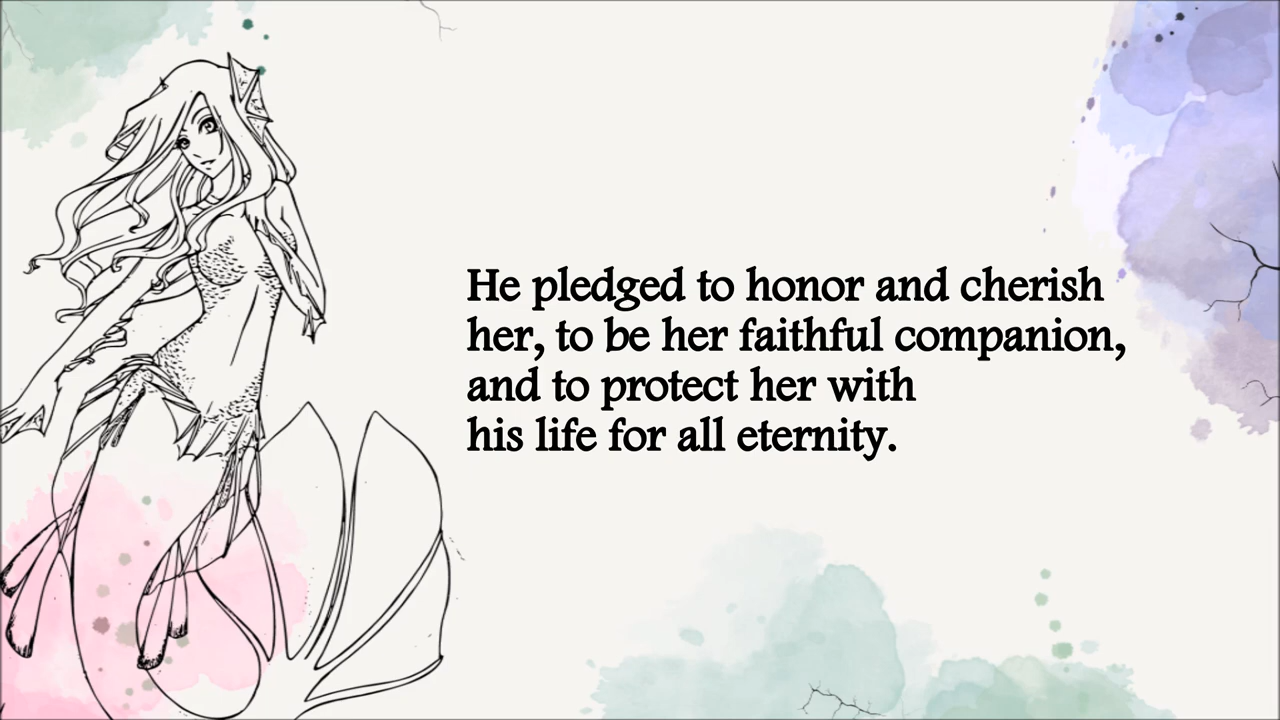 He pledged to honor and cherish
her, to be her faithful companion,
and to protect her with
his life for all eternity.